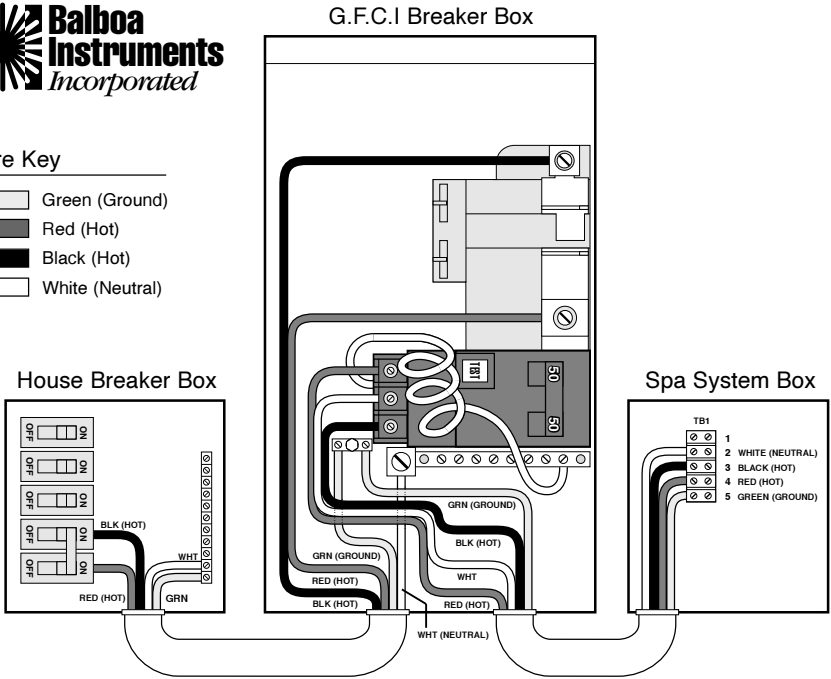 Balboa
Instruments
Incorporated
G.F.C.I Breaker Box
re Key
Green (Ground)
Red (Hot)
Black (Hot)
White (Neutral)
TBT
50
50
House Breaker Box
OFF ON
OFF ON
OFF ON
OFF ON
OFF ON
BLK (HOT)
WHT
RED (HOT)
GRN
GRN (GROUND)
BLK (HOT)
GRN (GROUND)
RED (HOT)
WHT
BLK (HOT)
RED (HOT)
WHT (NEUTRAL)
Spa System Box
TB1
1
2 WHITE (NEUTRAL)
3 BLACK (HOT)
4 RED (HOT)
5 GREEN (GROUND)